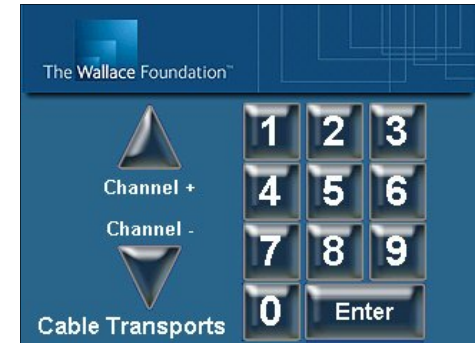 The Wallace Foundation™
1 2 3
Channel +
4 5 6
Channel -
7 8 9
0 Enter
Cable Transports